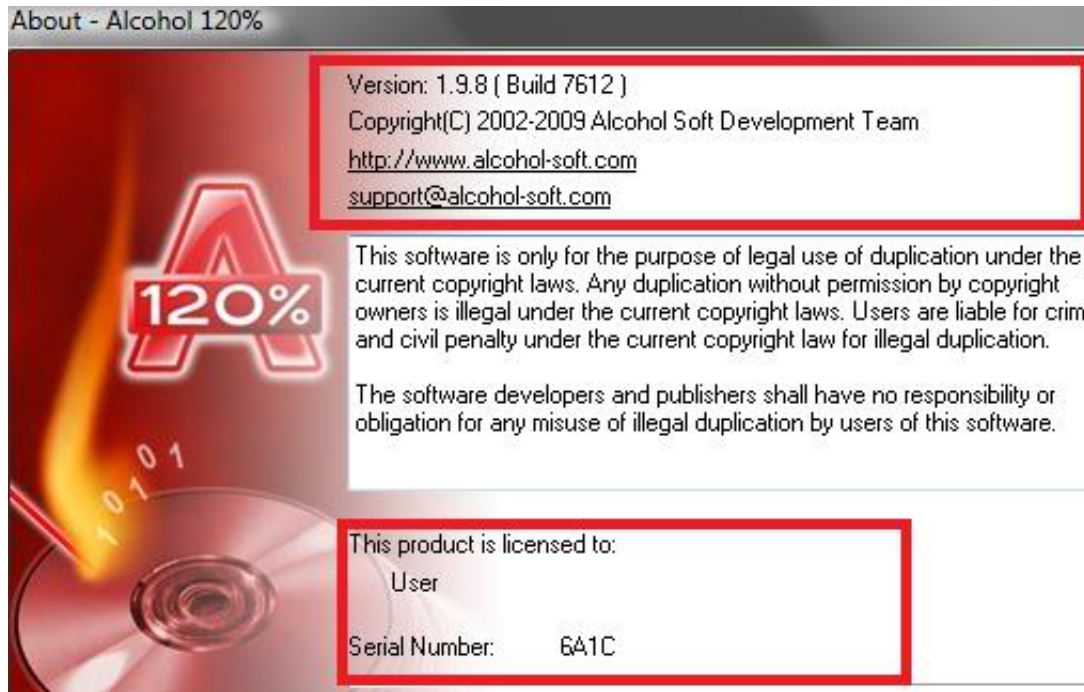 About - Alcohol 120%
Version: 1.9.8 ( Build 7612 )
Copyright(C) 2002-2009 Alcohol Soft Development Team
http://www.alcohol-soft.com
support@alcohol-soft.com
A
120%
This software is only for the purpose of legal use of duplication under the
current copyright laws. Any duplication without permission by copyright
owners is illegal under the current copyright laws. Users are liable for crim
and civil penalty under the current copyright law for illegal duplication.
The software developers and publishers shall have no responsibility or
obligation for any misuse of illegal duplication by users of this software.
1 0 1 0 1
This product is licensed to:
User
Serial Number: 6A1C